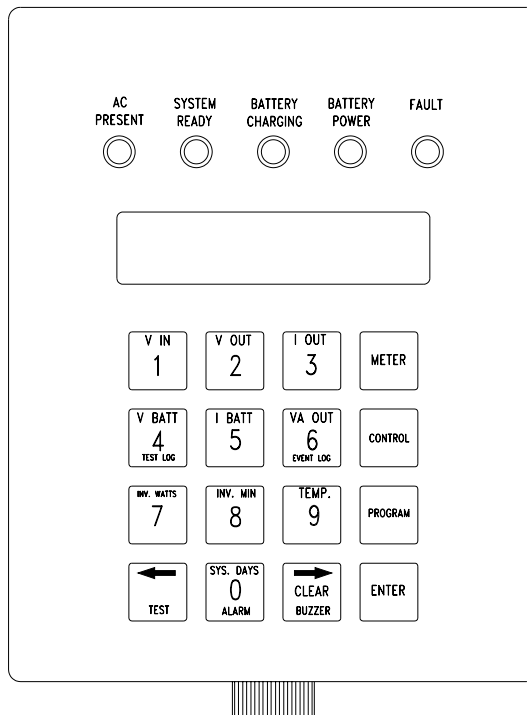 AC SYSTEM BATTERY BATTERY FAULT
PRESENT READY CHARGING POWER
V IN V OUT I OUT
1 2 3 METER
V BATT I BATT VA OUT
4 5 6 CONTROL
TEST LOG EVENT LOG
INV. WATTS INV. MIN TEMP.
7 8 9 PROGRAM
SYS. DAYS
0 CLEAR ENTER
TEST ALARM BUZZER